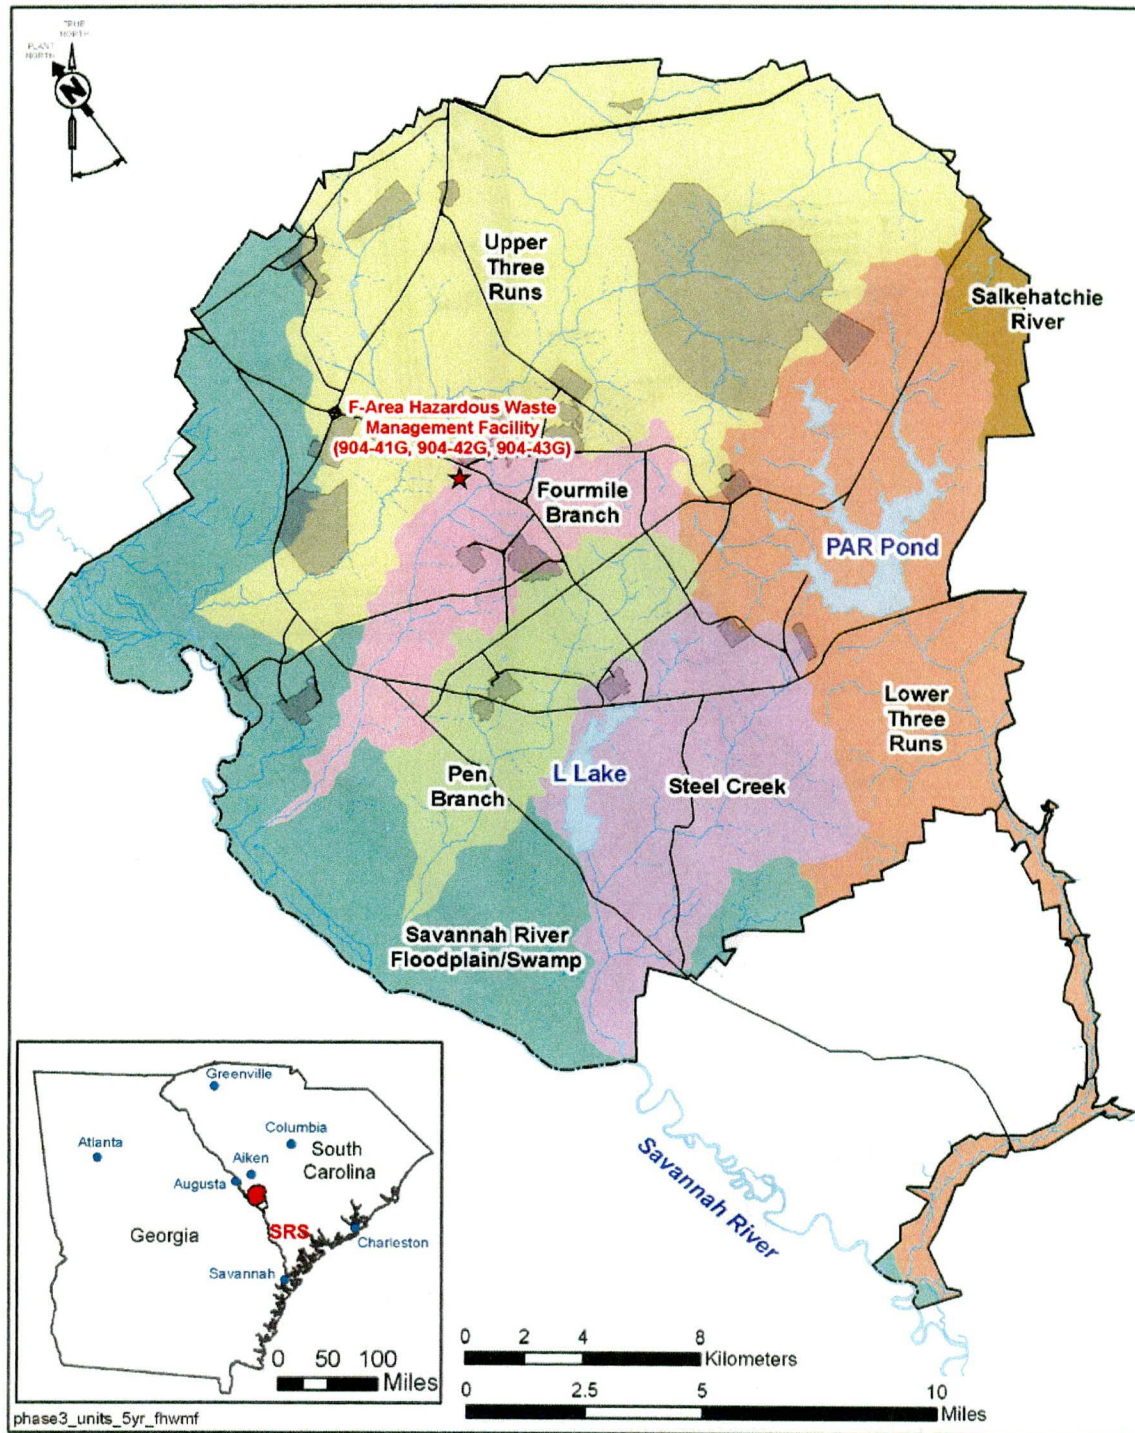 TRUE
NORTH
PLANT
NORTH
N
Upper
Three
Runs
Salkehatchie
River
F-Area Hazardous Waste
Management Facility
(904-41G, 904-42G, 904-43G)
Fourmile
Branch
PAR Pond
Lower
Three
Runs
Pen
Branch
L Lake
Steel Creek
Savannah River
Floodplain/Swamp
Savannah River
Greenville
Columbia
Atlanta
South
Carolina
Aiken
Augusta
Georgia
SRS
Charleston
Savannah
0 50 100
Miles
0 2 4 8
Kilometers
0 2.5 5 10
Miles
phase3_units_5yr_fhwmf